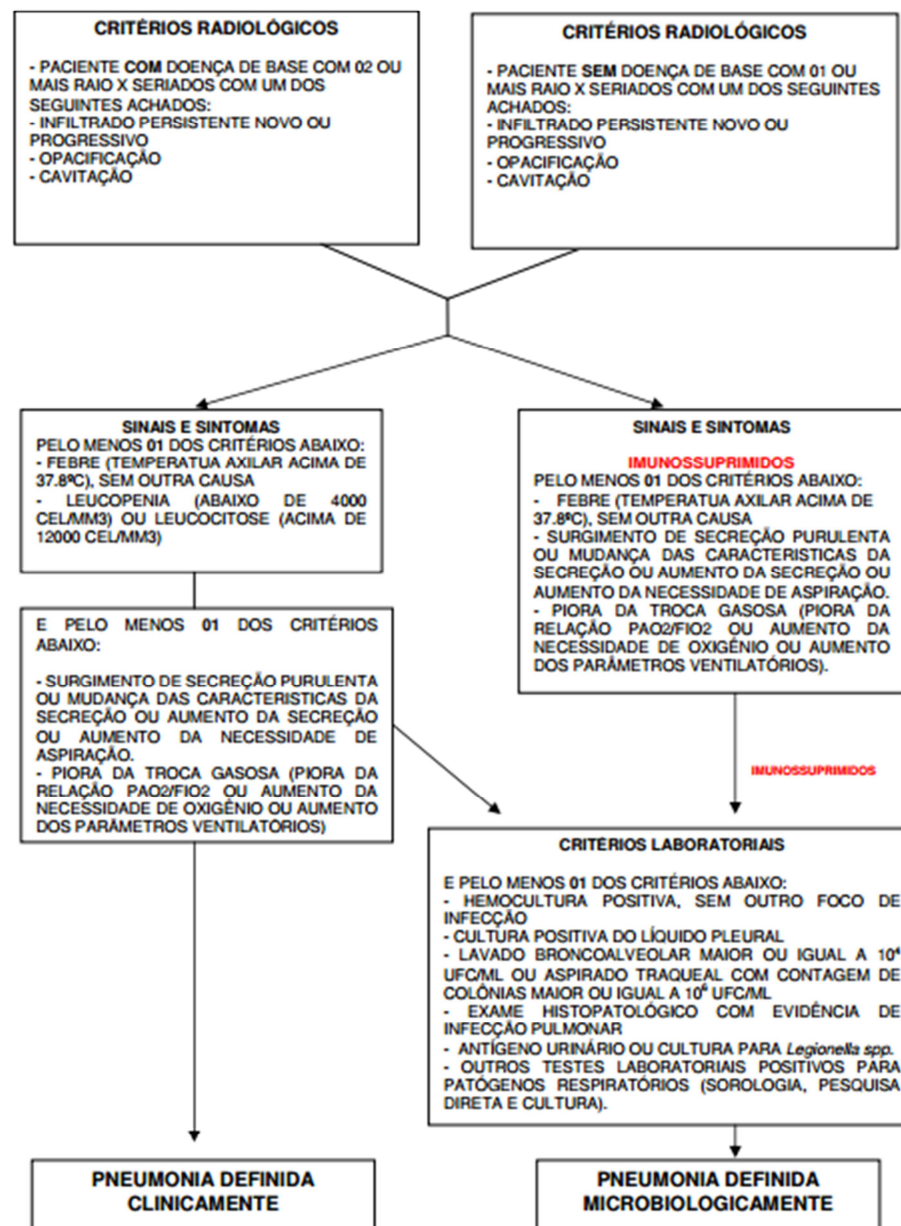 CRITÉRIOS RADIOLÓGICOS
- PACIENTE COM DOENÇA DE BASE COM 02 OU
MAIS RAIO X SERIADOS COM UM DOS
SEGUINTES ACHADOS:
- INFILTRADO PERSISTENTE NOVO OU
PROGRESSIVO
- OPACIFICAÇÃO
- CAVITAÇÃO
CRITÉRIOS RADIOLÓGICOS
- PACIENTE SEM DOENÇA DE BASE COM 01 OU
MAIS RAIO X SERIADOS COM UM DOS SEGUINTES
ACHADOS:
- INFILTRADO PERSISTENTE NOVO OU
PROGRESSIVO
- OPACIFICAÇÃO
- CAVITAÇÃO
SINAIS E SINTOMAS
PELO MENOS 01 DOS CRITÉRIOS ABAIXO:
- FEBRE (TEMPERATUA AXILAR ACIMA DE
37.8ºC), SEM OUTRA CAUSA
- LEUCOPENIA (ABAIXO DE 4000
CEL/MM3) OU LEUCOCITOSE (ACIMA DE
12000 CEL/MM3)
E PELO MENOS 01 DOS CRITÉRIOS
ABAIXO:
- SURGIMENTO DE SECREÇÃO PURULENTA
OU MUDANÇA DAS CARACTERISTICAS DA
SECREÇÃO OU AUMENTO DA SECREÇÃO
OU AUMENTO DA NECESSIDADE DE
ASPIRAÇÃO.
- PIORA DA TROCA GASOSA (PIORA DA
RELAÇÃO PAO2/FIO2 OU AUMENTO DA
NECESSIDADE DE OXIGÊNIO OU AUMENTO
DOS PARÂMETROS VENTILATÓRIOS)
SINAIS E SINTOMAS
IMUNOSSUPRIMIDOS
PELO MENOS 01 DOS CRITÉRIOS ABAIXO:
- FEBRE (TEMPERATUA AXILAR ACIMA DE
37.8ºC), SEM OUTRA CAUSA
- SURGIMENTO DE SECREÇÃO PURULENTA
OU MUDANÇA DAS CARACTERISTICAS DA
SECREÇÃO OU AUMENTO DA SECREÇÃO OU
AUMENTO DA NECESSIDADE DE ASPIRAÇÃO.
- PIORA DA TROCA GASOSA (PIORA DA
RELAÇÃO PAO2/FIO2 OU AUMENTO DA
NECESSIDADE DE OXIGÊNIO OU AUMENTO
DOS PARÂMETROS VENTILATÓRIOS).
IMUNOSSUPRIMIDOS
CRITÉRIOS LABORATORIAIS
E PELO MENOS 01 DOS CRITÉRIOS ABAIXO:
- HEMOCULTURA POSITIVA, SEM OUTRO FOCO DE
INFECÇÃO
- CULTURA POSITIVA DO LÍQUIDO PLEURAL
- LAVADO BRONCOALVEOLAR MAIOR OU IGUAL A 10⁴
UFC/ML OU ASPIRADO TRAQUEAL COM CONTAGEM DE
COLÔNIAS MAIOR OU IGUAL A 10⁶ UFC/ML
- EXAME HISTOPATOLÓGICO COM EVIDÊNCIA DE
INFECÇÃO PULMONAR
- ANTÍGENO URINÁRIO OU CULTURA PARA Legionella spp.
- OUTROS TESTES LABORATORIAIS POSITIVOS PARA
PATÓGENOS RESPIRATÓRIOS (SOROLOGIA, PESQUISA
DIRETA E CULTURA).
PNEUMONIA DEFINIDA
CLINICAMENTE
PNEUMONIA DEFINIDA
MICROBIOLOGICAMENTE